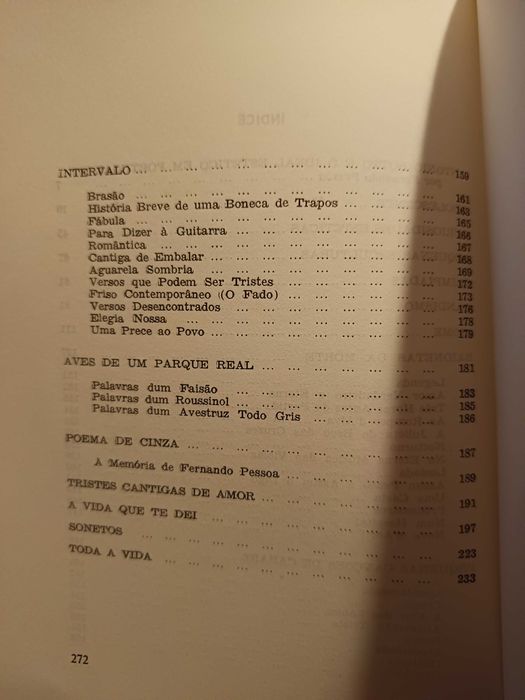 INTERVALO ... 159
Brasão ... 161
História Breve de uma Boneca de Trapos ... 163
Fábula ... 165
Para Dizer à Guitarra ... 166
Romântica ... 167
Cantiga de Embalar ... 168
Aguarela Sombria ... 169
Versos que Podem Ser Tristes ... 172
Friso Contemporâneo (O Fado) ... 173
Versos Desencontrados ... 176
Elegia Nossa ... 178
Uma Prece ao Povo ... 179
AVES DE UM PARQUE REAL ... 181
Palavras dum Faisão ... 183
Palavras dum Roussinol ... 185
Palavras dum Avestruz Todo Gris ... 186
POEMA DE CINZA ... 187
À Memória de Fernando Pessoa ... 189
TRISTES CANTIGAS DE AMOR ... 191
A VIDA QUE TE DEI ... 197
SONETOS ... 223
TODA A VIDA ... 233
272